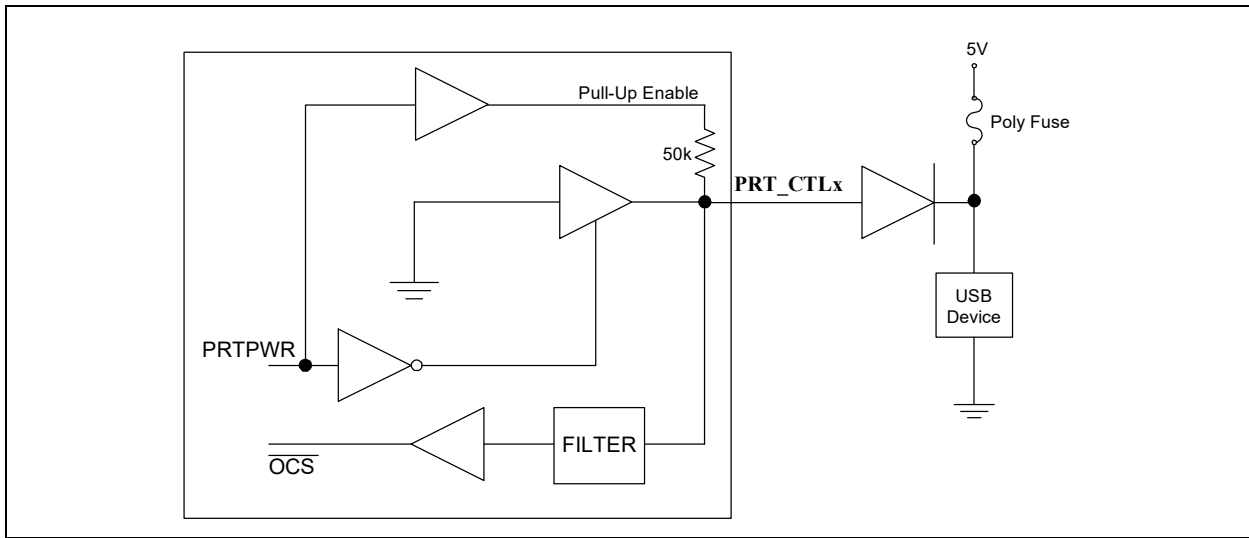 5V
Pull-Up Enable
Poly Fuse
50k
PRT_CTLx
USB
Device
PRTPWR
FILTER
OCS